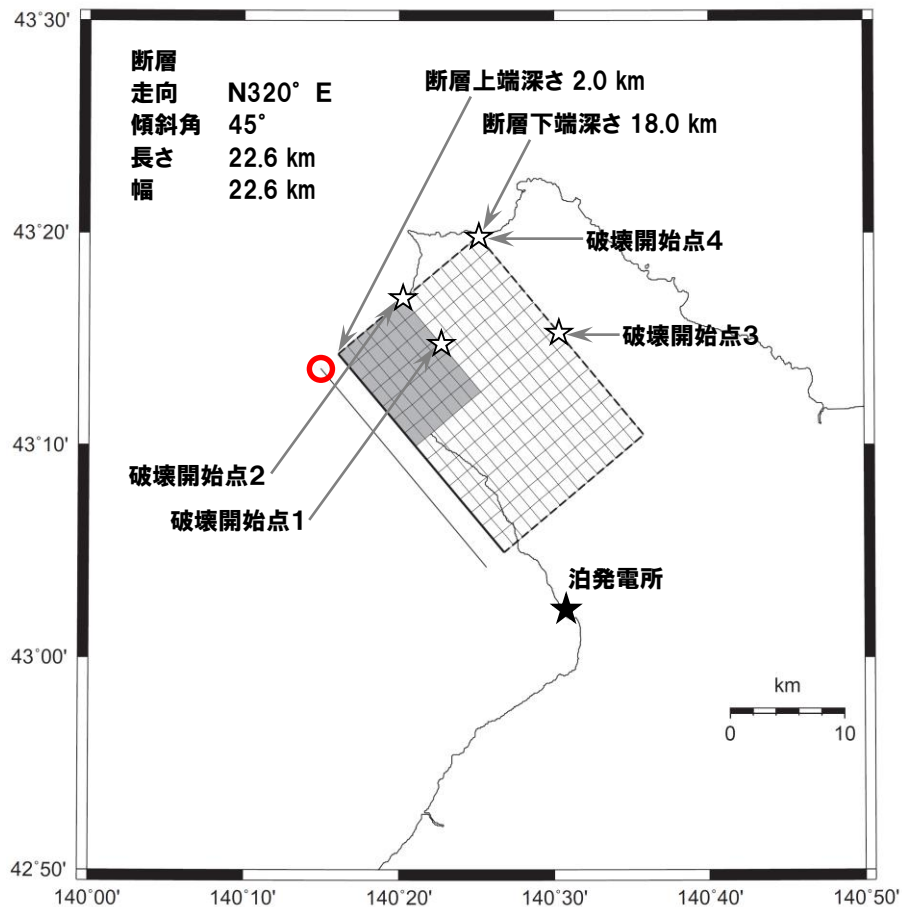 43°30'
断層
走向 N320° E
傾斜角 45°
長さ 22.6 km
幅 22.6 km
断層上端深さ 2.0 km
断層下端深さ 18.0 km
43°20'
破壊開始点4
破壊開始点3
43°10'
破壊開始点2
破壊開始点1
泊発電所
43°00'
km
0 10
42°50'
140°00' 140°10' 140°20' 140°30' 140°40' 140°50'